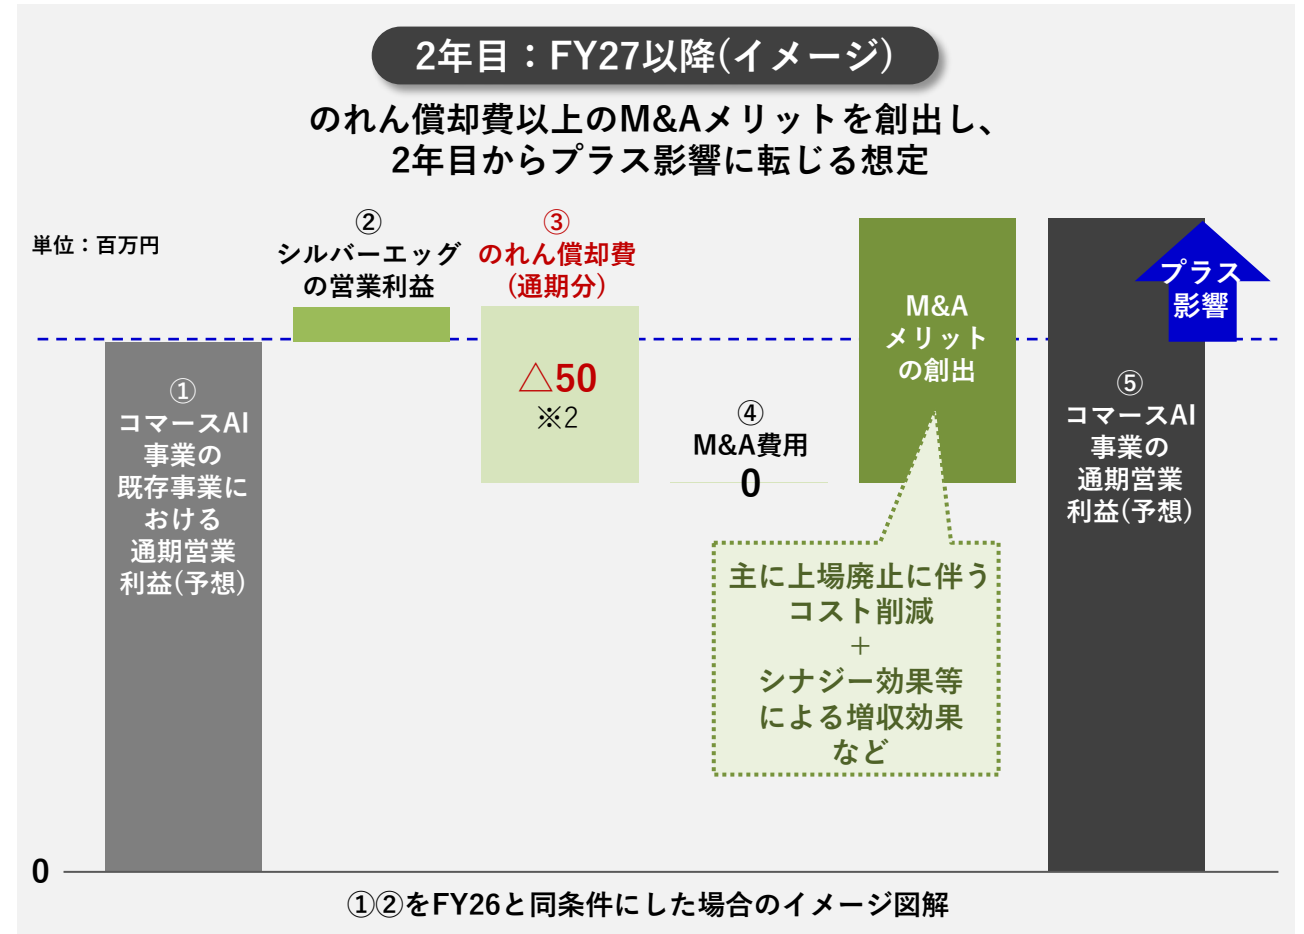 2年目：FY27以降(イメージ)
のれん償却費以上のM&Aメリットを創出し、
2年目からプラス影響に転じる想定
単位：百万円
①
コマースAI
事業の
既存事業に
おける
通期営業
利益(予想)
②
シルバーエッグ
の営業利益
③
のれん償却費
(通期分)
△50
※2
④
M&A費用
0
M&A
メリット
の創出
主に上場廃止に伴う
コスト削減
＋
シナジー効果等
による増収効果
など
⑤
コマースAI
事業の
通期営業
利益(予想)
プラス
影響
0
①②をFY26と同条件にした場合のイメージ図解